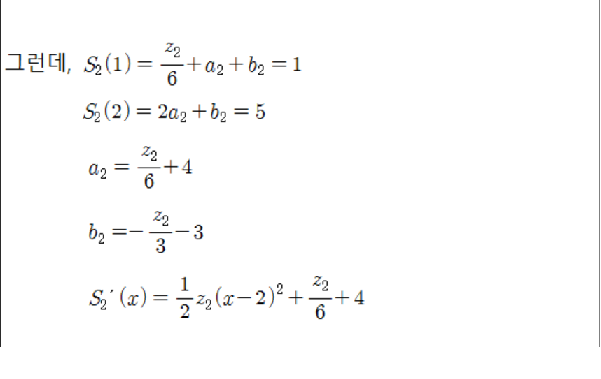 그런데, S₂(1) = z₂/6 + a₂ + b₂ = 1
S₂(2) = 2a₂ + b₂ = 5
a₂ = z₂/6 + 4
b₂ = − z₂/3 − 3
S₂′(x) = 1/2 z₂(x−2)² + z₂/6 + 4